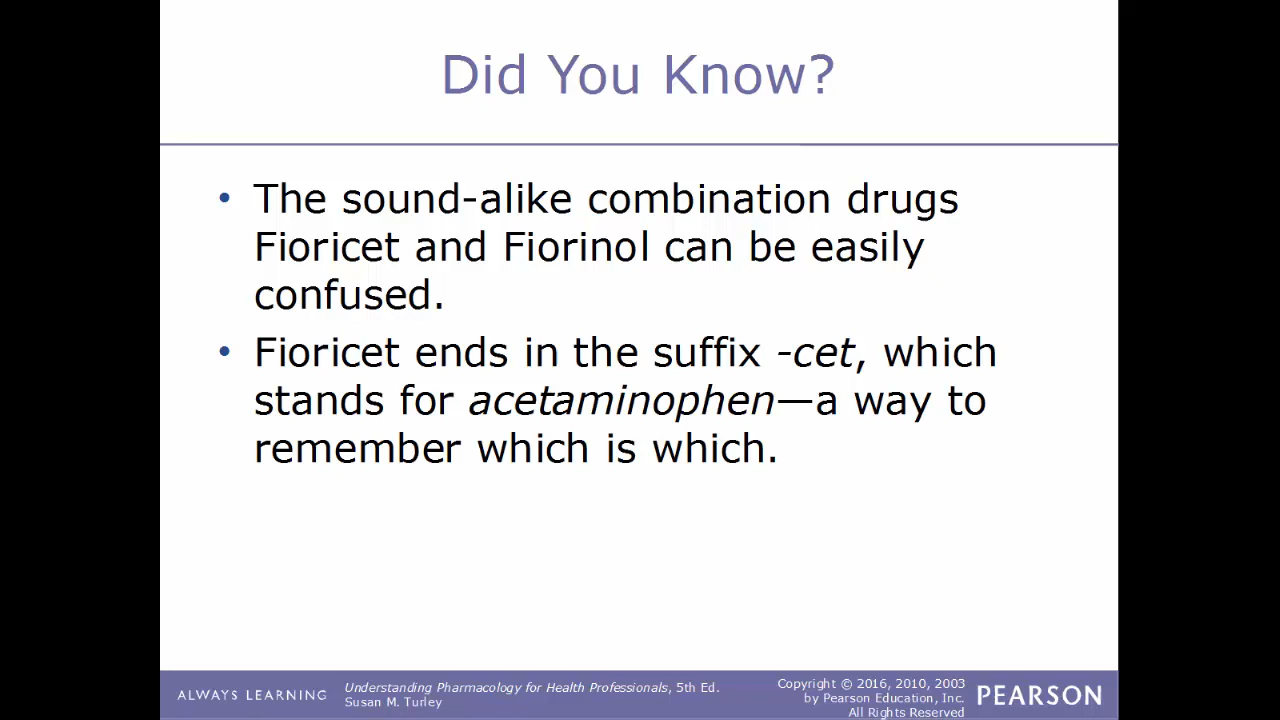 Did You Know?
• The sound-alike combination drugs
Fioricet and Fiorinol can be easily
confused.
• Fioricet ends in the suffix -cet, which
stands for acetaminophen—a way to
remember which is which.
ALWAYS LEARNING
Understanding Pharmacology for Health Professionals, 5th Ed.
Susan M. Turley
Copyright © 2016, 2010, 2003
by Pearson Education, Inc.
All Rights Reserved
PEARSON